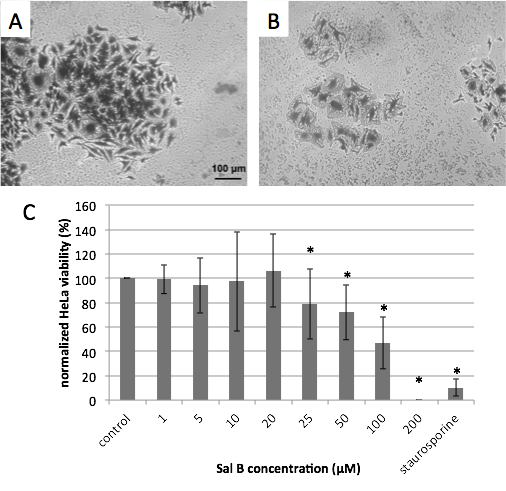 A
B
100 µm
C
160
140
120
100
80
60
40
20
0
normalized HeLa viability (%)
*
*
*
*
*
control
1
5
10
20
25
50
100
200
staurosporine
Sal B concentration (µM)